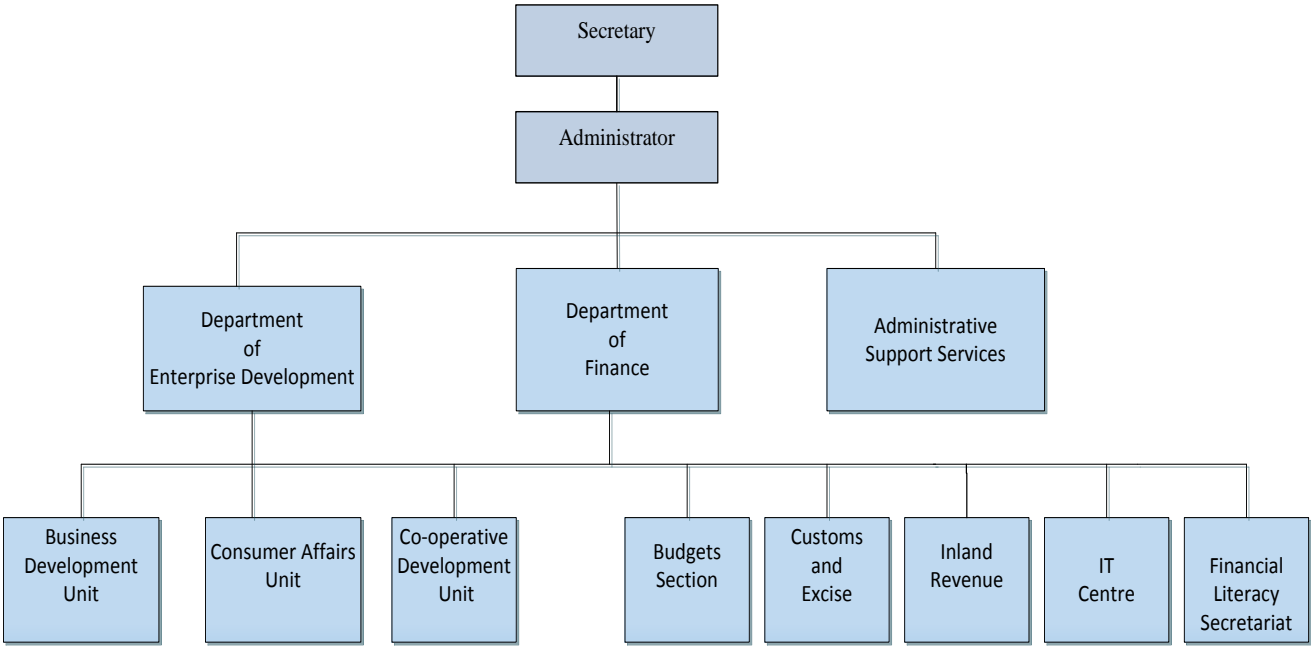 Secretary
Administrator
Department
of
Enterprise Development
Department
of
Finance
Administrative
Support Services
Business
Development
Unit
Consumer Affairs
Unit
Co-operative
Development
Unit
Budgets
Section
Customs
and
Excise
Inland
Revenue
IT
Centre
Financial
Literacy
Secretariat